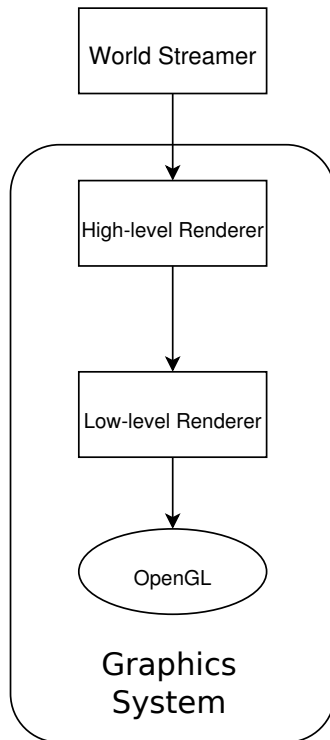 World Streamer
High-level Renderer
Low-level Renderer
OpenGL
Graphics
System